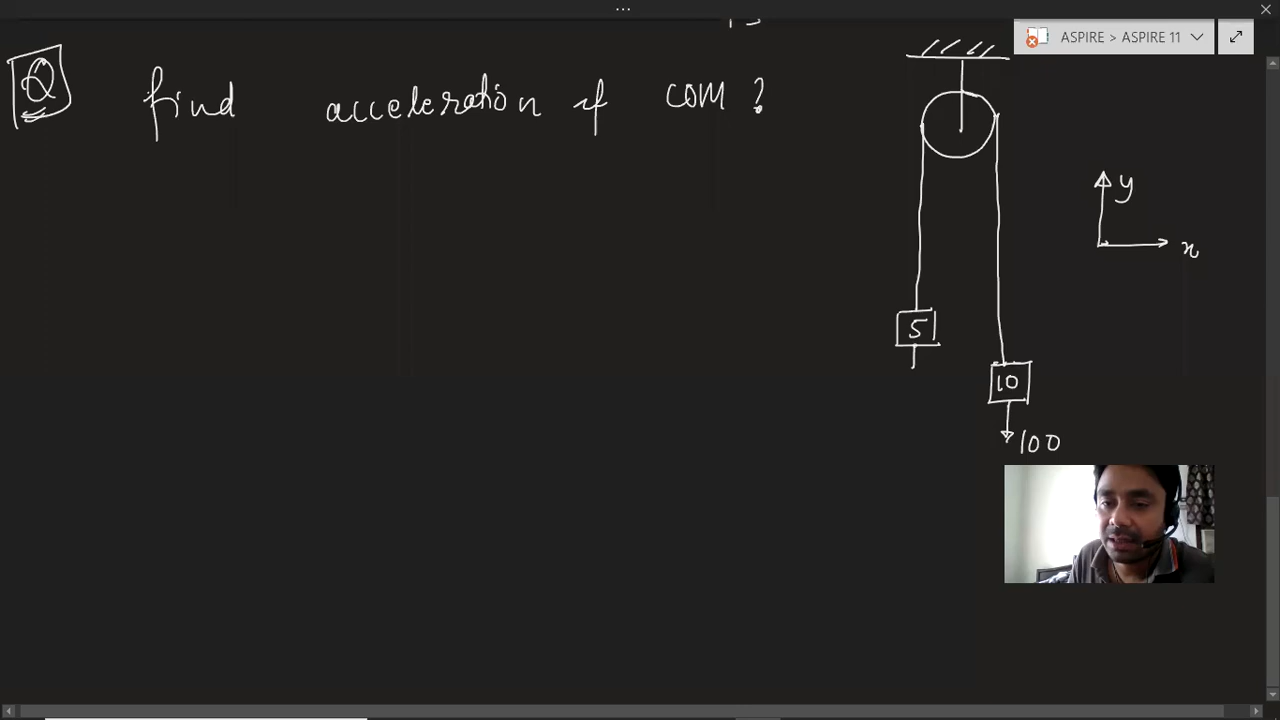 ASPIRE > ASPIRE 11
Q find acceleration of COM ?
y
x
5
10
100